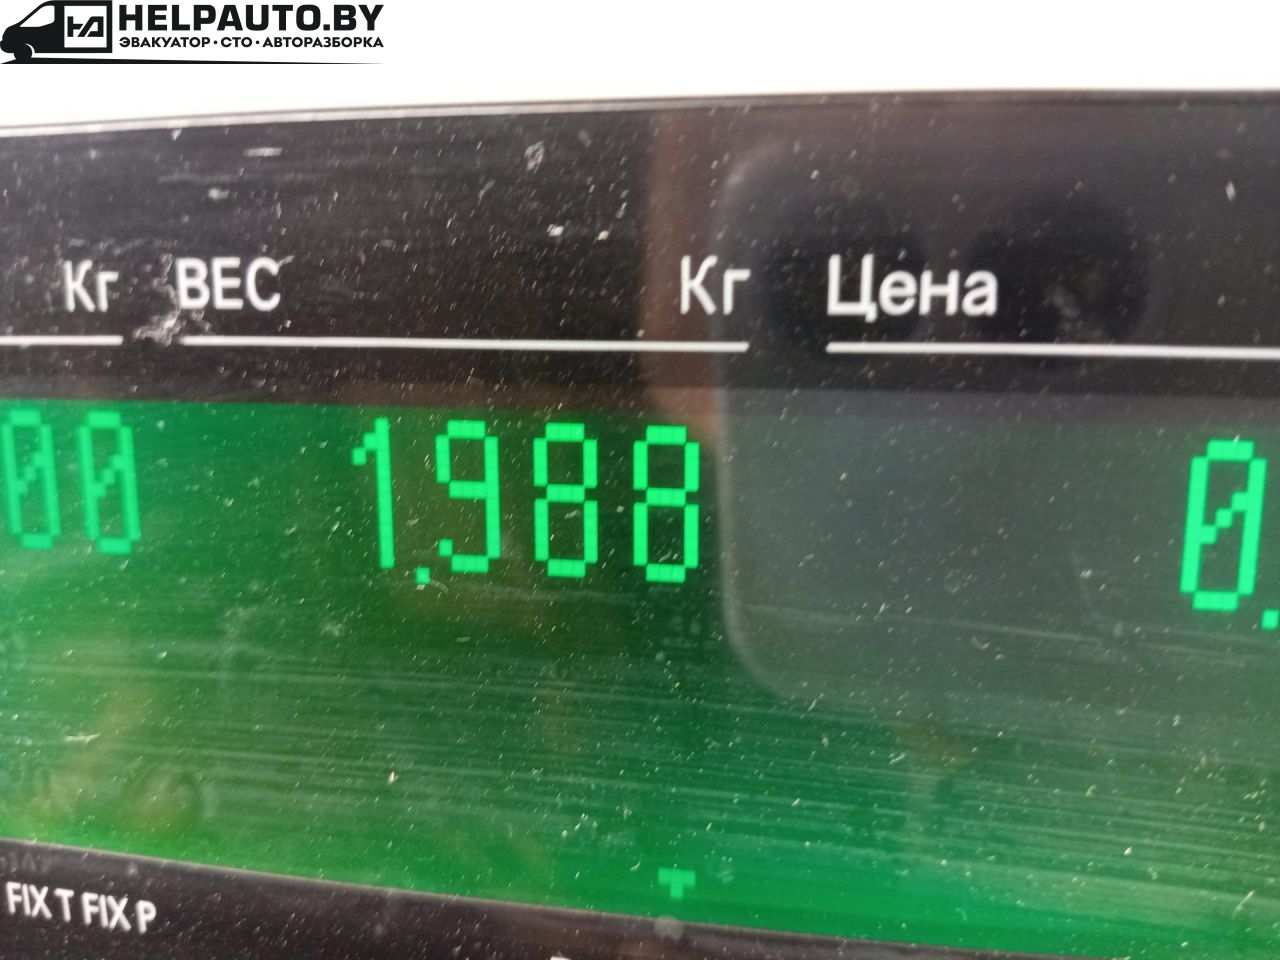 HELPAUTO.BY
ЭВАКУАТОР·СТО·АВТОРАЗБОРКА
Кг ВЕС Кг Цена
00 1.988 0.
FIX T FIX P